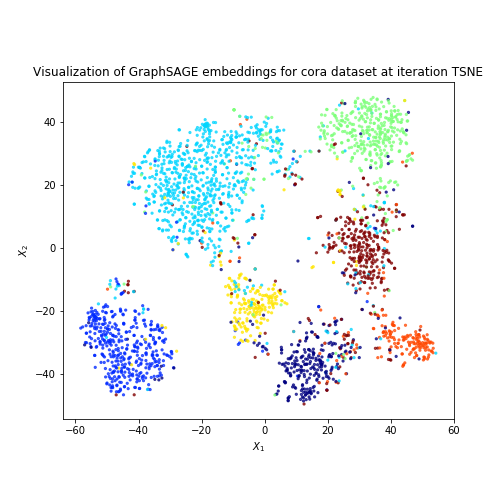 Visualization of GraphSAGE embeddings for cora dataset at iteration TSNE
40
20
0
−20
−40
X₂
−60 −40 −20 0 20 40 60
X₁